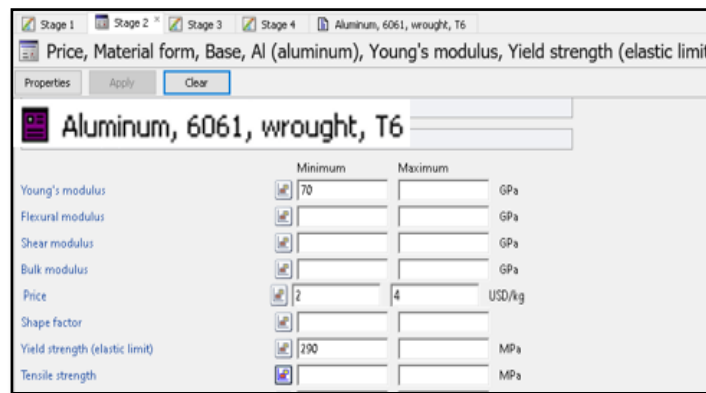 Stage 1 Stage 2 × Stage 3 Stage 4 Aluminum, 6061, wrought, T6
Price, Material form, Base, Al (aluminum), Young's modulus, Yield strength (elastic limit
Properties Apply Clear
Aluminum, 6061, wrought, T6
Minimum Maximum
Young's modulus 70 GPa
Flexural modulus GPa
Shear modulus GPa
Bulk modulus GPa
Price 2 4 USD/kg
Shape factor
Yield strength (elastic limit) 290 MPa
Tensile strength MPa